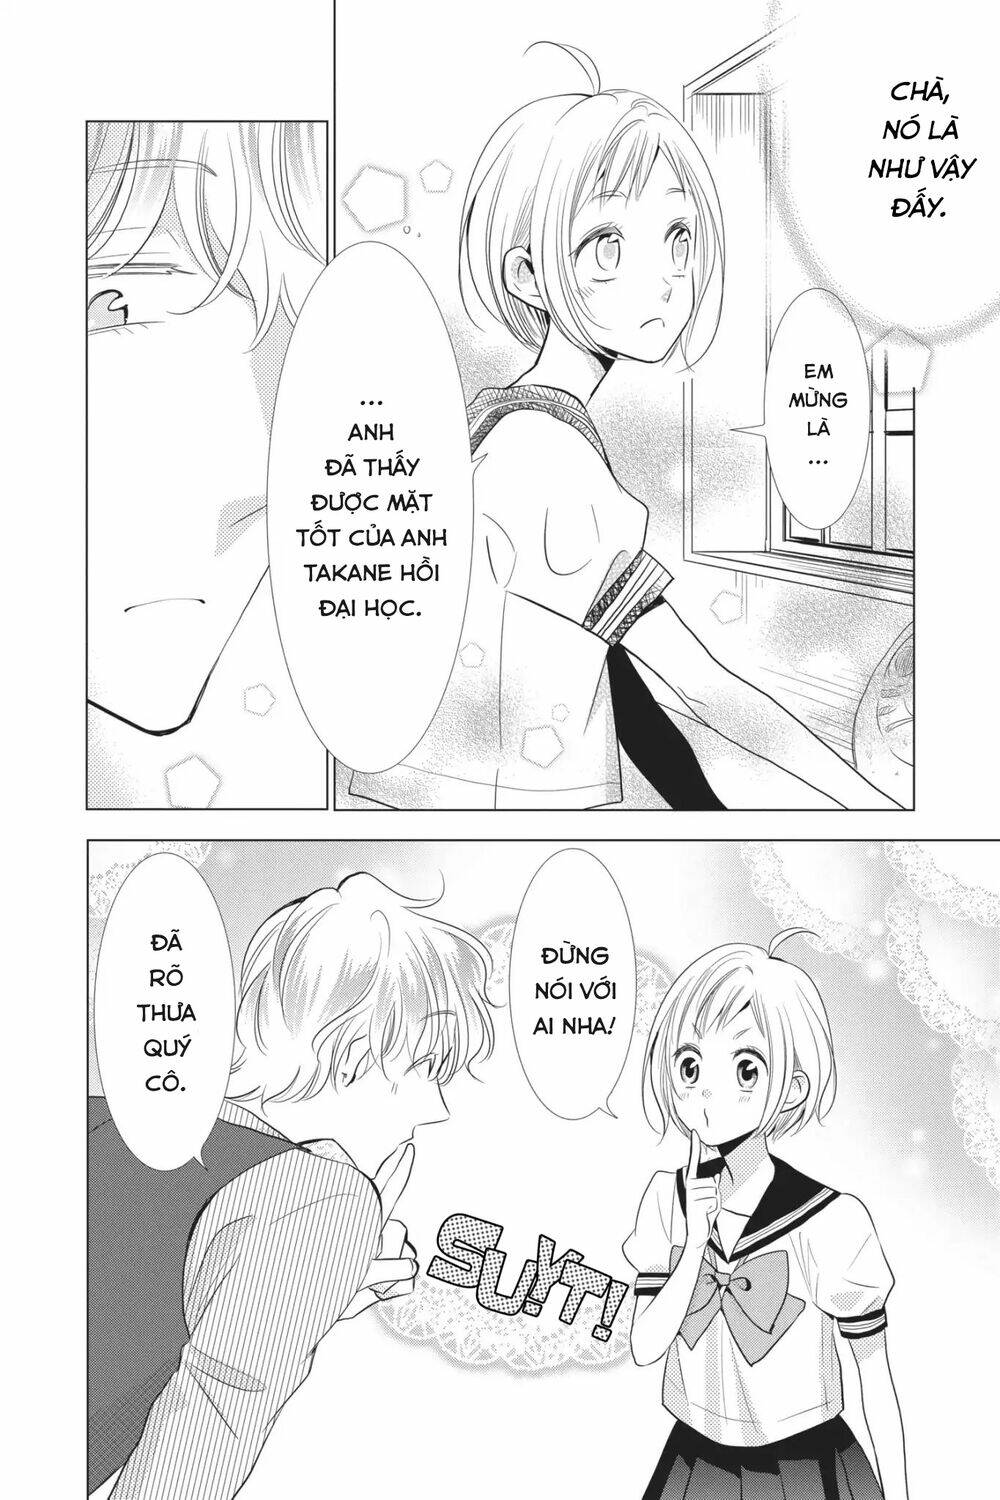 CHÀ,
NÓ LÀ
NHƯ VẬY
ĐẤY.
EM
MỪNG
LÀ
...
...
ANH
ĐÃ THẤY
ĐƯỢC MẶT
TỐT CỦA ANH
TAKANE HỒI
ĐẠI HỌC.
ĐỪNG
NÓI VỚI
AI NHA!
SUỴT!
ĐÃ
RÕ
THƯA
QUÝ
CÔ.